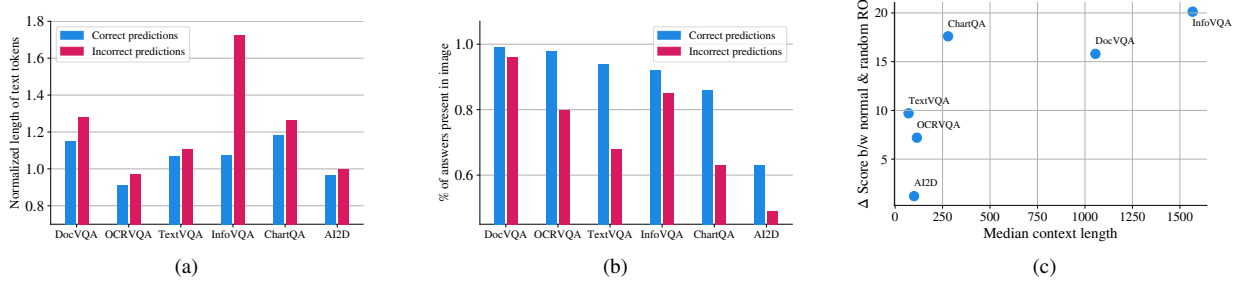 Normalized length of text tokens
1.8
1.6
1.4
1.2
1.0
0.8
Correct predictions
Incorrect predictions
DocVQA OCRVQA TextVQA InfoVQA ChartQA AI2D
(a)
% of answers present in image
1.0
0.8
0.6
Correct predictions
Incorrect predictions
DocVQA OCRVQA TextVQA InfoVQA ChartQA AI2D
(b)
Δ Score b/w normal & random RO
20
15
10
5
InfoVQA
ChartQA
DocVQA
TextVQA
OCRVQA
AI2D
0 250 500 750 1000 1250 1500
Median context length
(c)